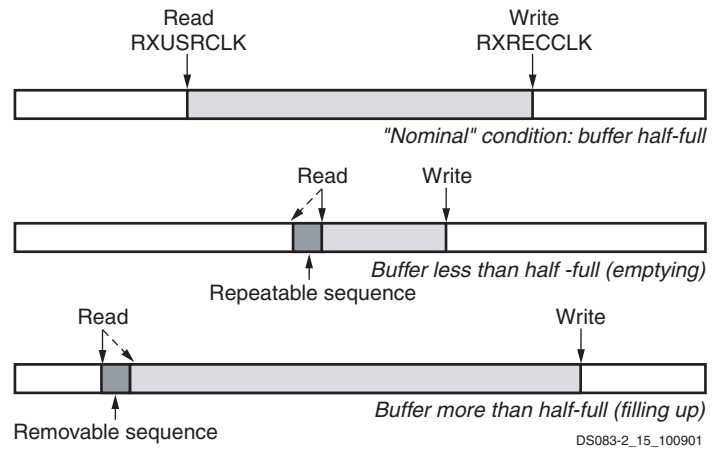 Read Write
RXUSRCLK RXRECCLK
"Nominal" condition: buffer half-full
Read Write
Buffer less than half -full (emptying)
Repeatable sequence
Read Write
Buffer more than half-full (filling up)
Removable sequence
DS083-2_15_100901